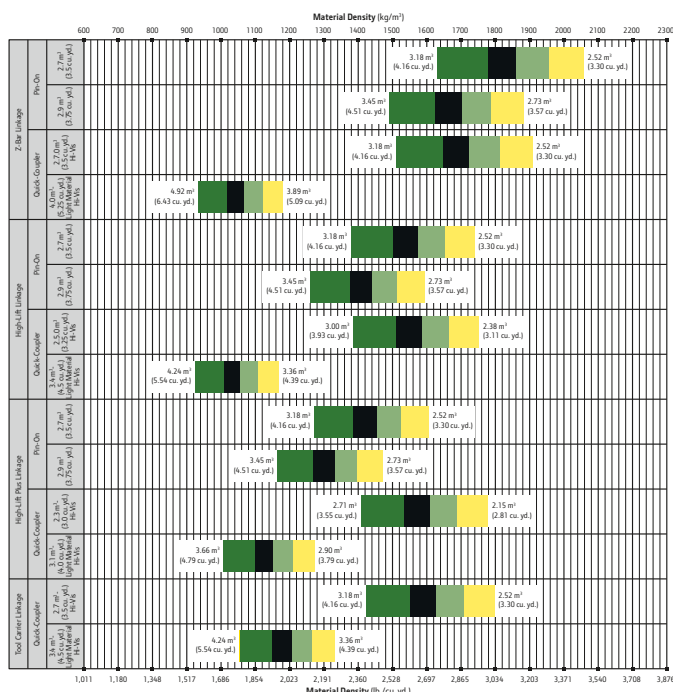 Material Density (kg/m³)
600 700 800 900 1000 1100 1200 1300 1400 1500 1600 1700 1800 1900 2000 2100 2200 2300
Z-Bar Linkage
Pin-On
2.7 m³
(3.5 cu. yd.)
3.18 m³
(4.16 cu. yd.)
2.52 m³
(3.30 cu. yd.)
2.9 m³
(3.75 cu. yd.)
3.45 m³
(4.51 cu. yd.)
2.73 m³
(3.57 cu. yd.)
Quick-Coupler
2.7.0 m³
(3.5 cu. yd.)
Hi-Vis
3.18 m³
(4.16 cu. yd.)
2.52 m³
(3.30 cu. yd.)
4.0 m³-
(5.25 cu. yd.)
Light Material
Hi-Vis
4.92 m³
(6.43 cu. yd.)
3.89 m³
(5.09 cu. yd.)
High-Lift Linkage
Pin-On
2.7 m³
(3.5 cu. yd.)
3.18 m³
(4.16 cu. yd.)
2.52 m³
(3.30 cu. yd.)
2.9 m³
(3.75 cu. yd.)
3.45 m³
(4.51 cu. yd.)
2.73 m³
(3.57 cu. yd.)
Quick-Coupler
2.5.0 m³
(3.25 cu. yd.)
Hi-Vis
3.00 m³
(3.93 cu. yd.)
2.38 m³
(3.11 cu. yd.)
3.4 m³-
(4.5 cu. yd.)
Light Material
Hi-Vis
4.24 m³
(5.54 cu. yd.)
3.36 m³
(4.39 cu. yd.)
High-Lift Plus Linkage
Pin-On
2.7 m³
(3.5 cu. yd.)
3.18 m³
(4.16 cu. yd.)
2.52 m³
(3.30 cu. yd.)
2.9 m³
(3.75 cu. yd.)
3.45 m³
(4.51 cu. yd.)
2.73 m³
(3.57 cu. yd.)
Quick-Coupler
2.3 m³-
(3.0 cu. yd.)
Hi-Vis
2.71 m³
(3.55 cu. yd.)
2.15 m³
(2.81 cu. yd.)
3.1 m³-
(4.0 cu. yd.)
Light Material
Hi-Vis
3.66 m³
(4.79 cu. yd.)
2.90 m³
(3.79 cu. yd.)
Tool Carrier Linkage
Quick-Coupler
2.7 m³-
(3.5 cu. yd.)
Hi-Vis
3.18 m³
(4.16 cu. yd.)
2.52 m³
(3.30 cu. yd.)
3.4 m³-
(4.5 cu. yd.)
Light Material
Hi-Vis
4.24 m³
(5.54 cu. yd.)
3.36 m³
(4.39 cu. yd.)
1,011 1,180 1,348 1,517 1,686 1,854 2,023 2,191 2,360 2,528 2,697 2,865 3,034 3,203 3,371 3,540 3,708 3,876
Material Density (lb./cu. yd.)